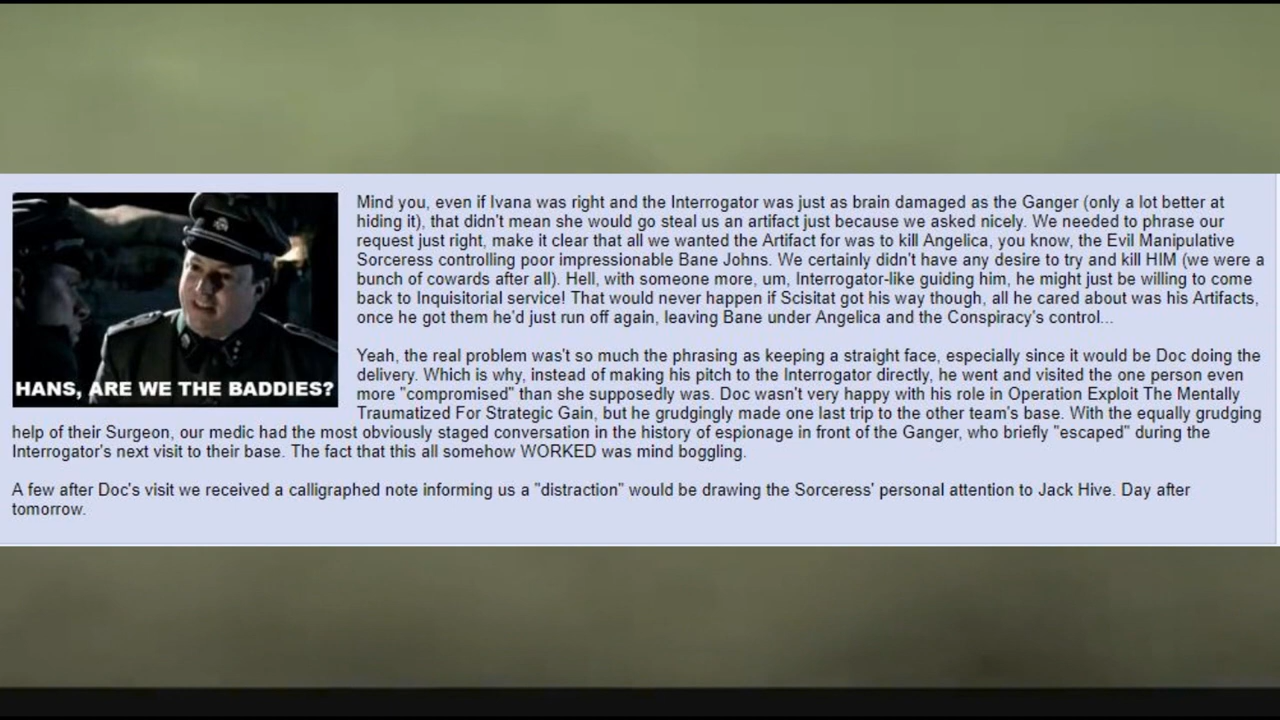 Mind you, even if Ivana was right and the Interrogator was just as brain damaged as the Ganger (only a lot better at
hiding it), that didn't mean she would go steal us an artifact just because we asked nicely. We needed to phrase our
request just right, make it clear that all we wanted the Artifact for was to kill Angelica, you know, the Evil Manipulative
Sorceress controlling poor impressionable Bane Johns. We certainly didn't have any desire to try and kill HIM (we were a
bunch of cowards after all). Hell, with someone more, um, Interrogator-like guiding him, he might just be willing to come
back to Inquisitorial service! That would never happen if Scisitat got his way though, all he cared about was his Artifacts,
once he got them he'd just run off again, leaving Bane under Angelica and the Conspiracy's control...
HANS, ARE WE THE BADDIES?
Yeah, the real problem was't so much the phrasing as keeping a straight face, especially since it would be Doc doing the
delivery. Which is why, instead of making his pitch to the Interrogator directly, he went and visited the one person even
more "compromised" than she supposedly was. Doc wasn't very happy with his role in Operation Exploit The Mentally
Traumatized For Strategic Gain, but he grudgingly made one last trip to the other team's base. With the equally grudging
help of their Surgeon, our medic had the most obviously staged conversation in the history of espionage in front of the Ganger, who briefly "escaped" during the
Interrogator's next visit to their base. The fact that this all somehow WORKED was mind boggling.
A few after Doc's visit we received a calligraphed note informing us a "distraction" would be drawing the Sorceress' personal attention to Jack Hive. Day after
tomorrow.